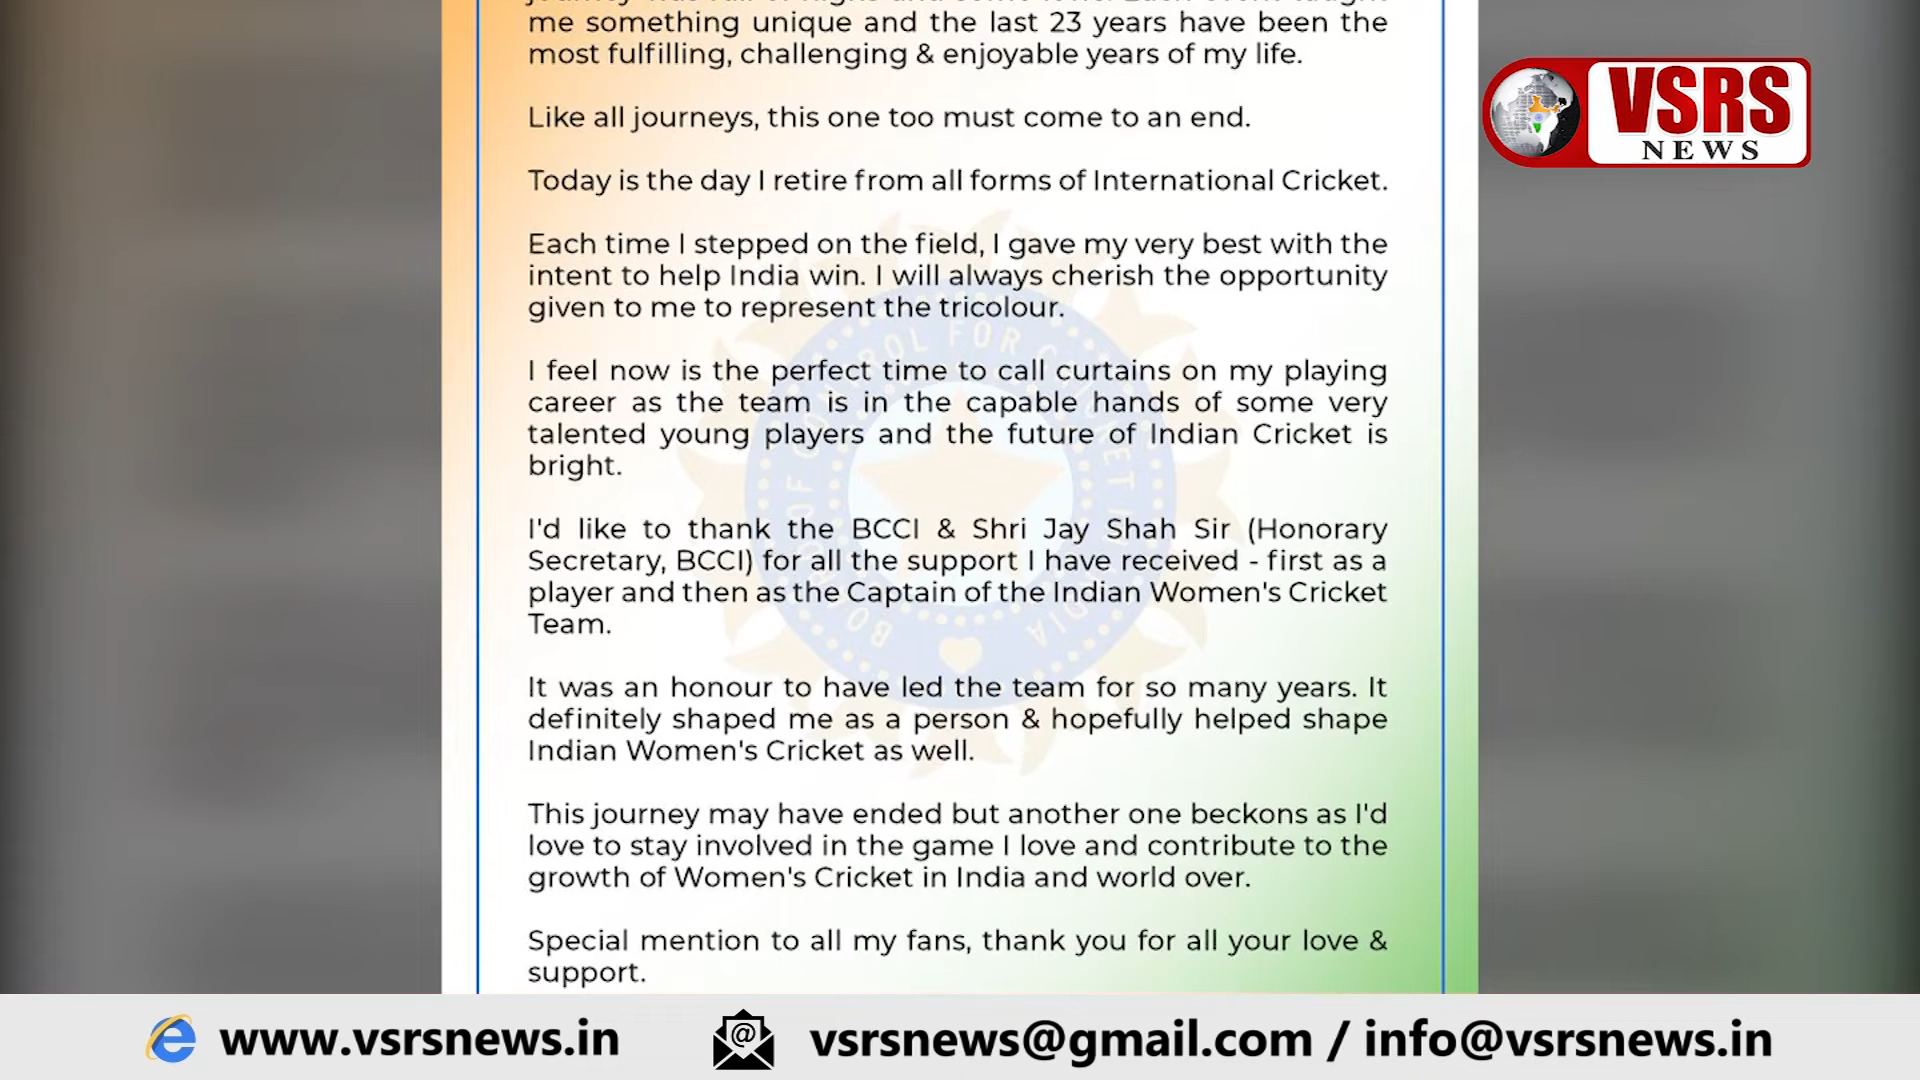 me something unique and the last 23 years have been the
most fulfilling, challenging & enjoyable years of my life.
Like all journeys, this one too must come to an end.
Today is the day I retire from all forms of International Cricket.
Each time I stepped on the field, I gave my very best with the
intent to help India win. I will always cherish the opportunity
given to me to represent the tricolour.
I feel now is the perfect time to call curtains on my playing
career as the team is in the capable hands of some very
talented young players and the future of Indian Cricket is
bright.
I'd like to thank the BCCI & Shri Jay Shah Sir (Honorary
Secretary, BCCI) for all the support I have received - first as a
player and then as the Captain of the Indian Women's Cricket
Team.
It was an honour to have led the team for so many years. It
definitely shaped me as a person & hopefully helped shape
Indian Women's Cricket as well.
This journey may have ended but another one beckons as I'd
love to stay involved in the game I love and contribute to the
growth of Women's Cricket in India and world over.
Special mention to all my fans, thank you for all your love &
support.
VSRS
NEWS
www.vsrsnews.in
vsrsnews@gmail.com / info@vsrsnews.in